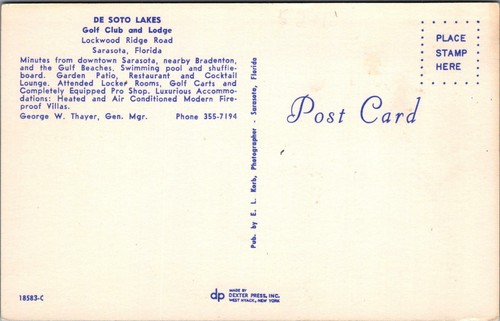 DE SOTO LAKES
Golf Club and Lodge
Lockwood Ridge Road
Sarasota, Florida
Minutes from downtown Sarasota, nearby Bradenton,
and the Gulf Beaches. Swimming pool and shuffle-
board. Garden Patio, Restaurant and Cocktail
Lounge. Attended Locker Rooms, Golf Carts and
Completely Equipped Pro Shop. Luxurious Accommo-
dations: Heated and Air Conditioned Modern Fire-
proof Villas.
George W. Thayer, Gen. Mgr. Phone 355-7194
18583-C
Pub. by E. L. Kerk, Photographer - Sarasota, Florida
dp
MADE BY
DEXTER PRESS, INC.
WEST NYACK, NEW YORK
Post Card
PLACE
STAMP
HERE